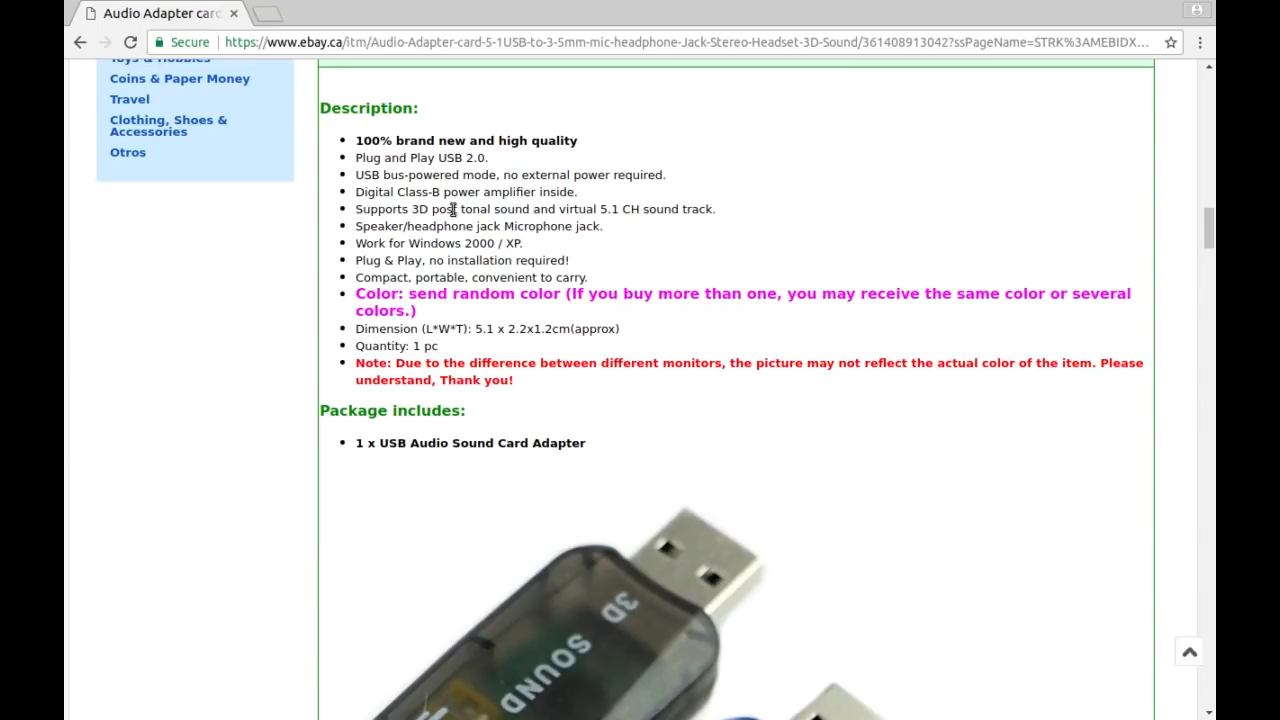 Audio Adapter card
Secure
https://www.ebay.ca/itm/Audio-Adapter-card-5-1USB-to-3-5mm-mic-headphone-Jack-Stereo-Headset-3D-Sound/361408913042?ssPageName=STRK%3AMEBIDX...
Toys & Hobbies
Coins & Paper Money
Travel
Clothing, Shoes &
Accessories
Otros
Description:
100% brand new and high quality
Plug and Play USB 2.0.
USB bus-powered mode, no external power required.
Digital Class-B power amplifier inside.
Supports 3D post tonal sound and virtual 5.1 CH sound track.
Speaker/headphone jack Microphone jack.
Work for Windows 2000 / XP.
Plug & Play, no installation required!
Compact, portable, convenient to carry.
Color: send random color (If you buy more than one, you may receive the same color or several
colors.)
Dimension (L*W*T): 5.1 x 2.2x1.2cm(approx)
Quantity: 1 pc
Note: Due to the difference between different monitors, the picture may not reflect the actual color of the item. Please
understand, Thank you!
Package includes:
1 x USB Audio Sound Card Adapter
3D
SOUND